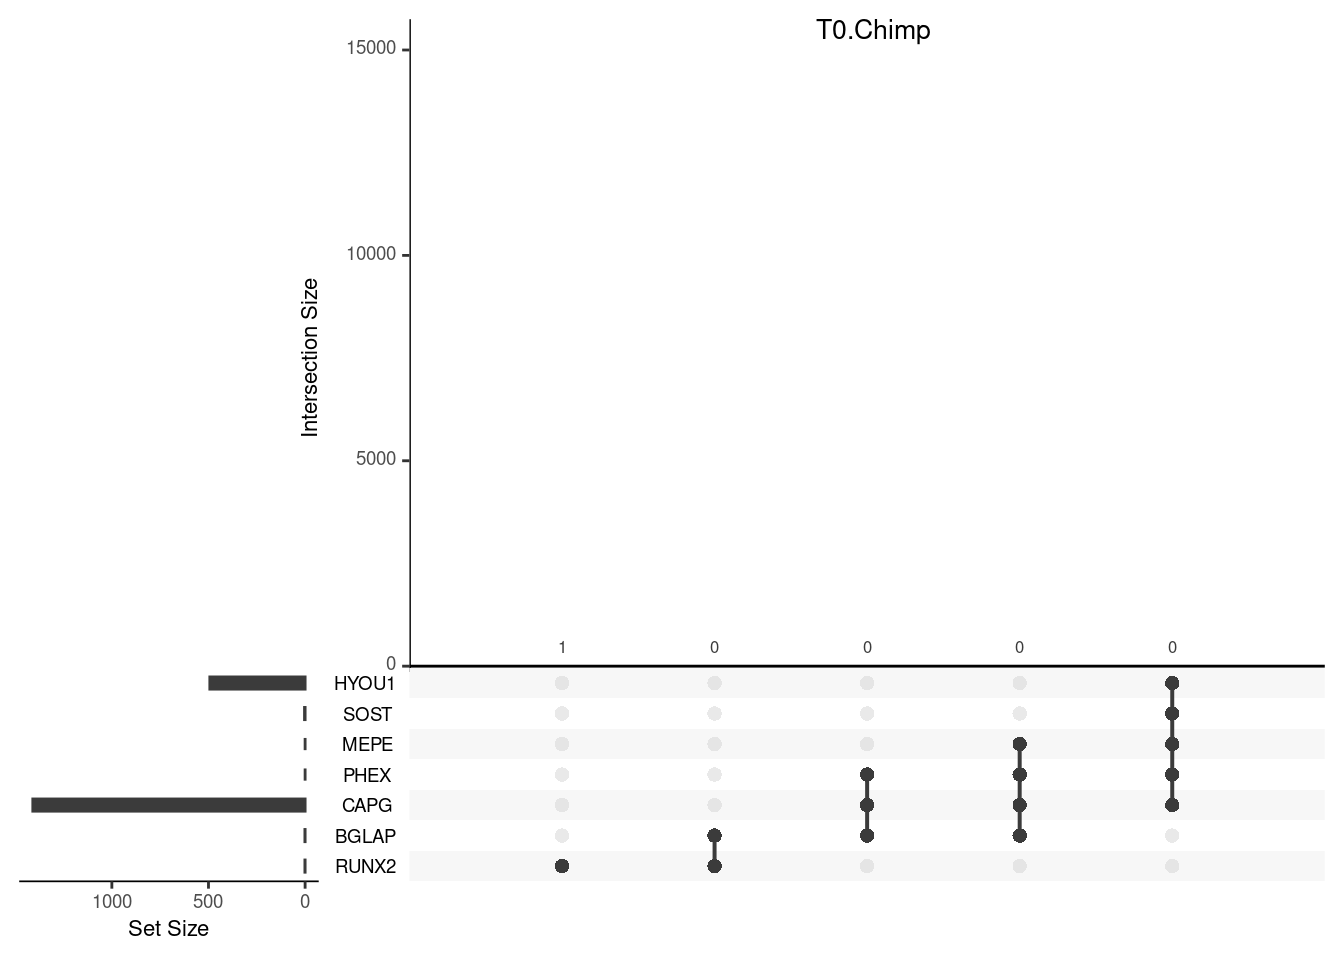 T0.Chimp
15000
10000
5000
0
Intersection Size
1 0 0 0 0
HYOU1
SOST
MEPE
PHEX
CAPG
BGLAP
RUNX2
1000 500 0
Set Size